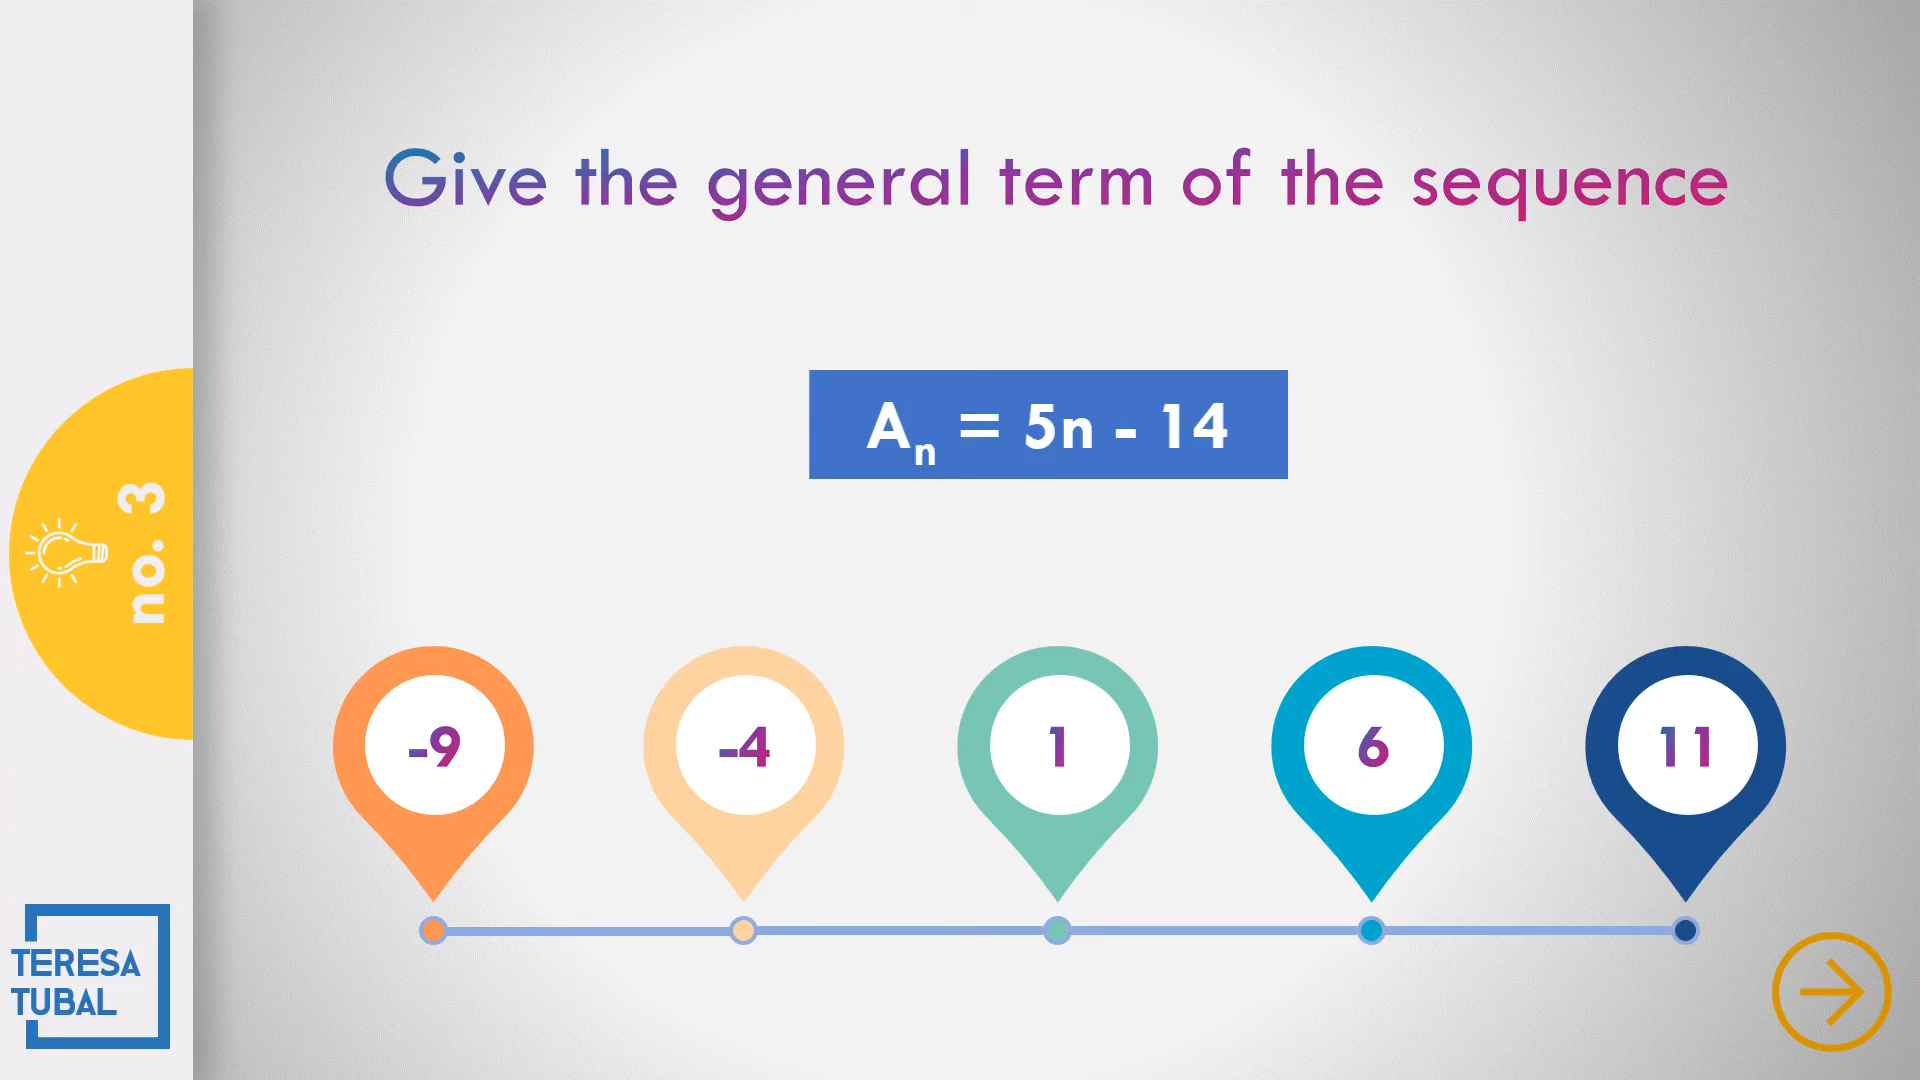 Give the general term of the sequence
Aₙ = 5n - 14
no. 3
-9 -4 1 6 11
TERESA
TUBAL